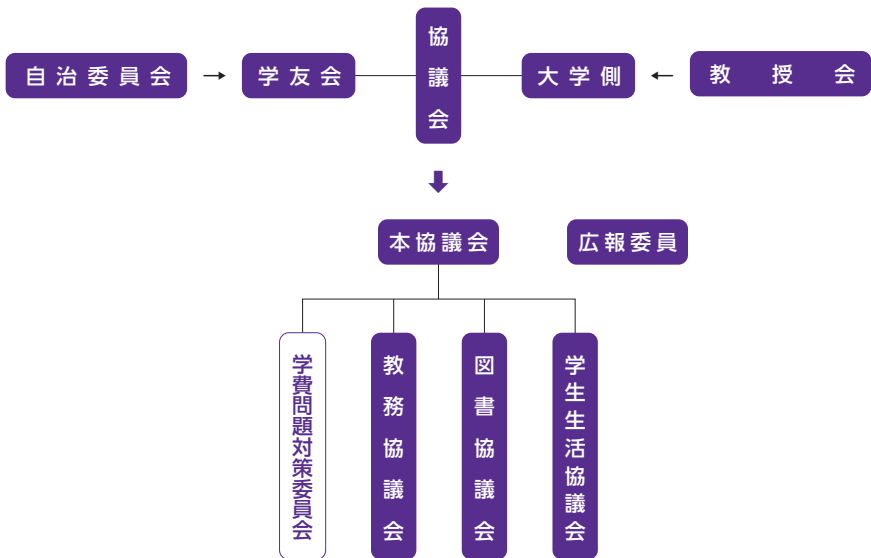 自治委員会
学友会
協議会
大学側
教授会
本協議会
広報委員
学費問題対策委員会
教務協議会
図書協議会
学生生活協議会